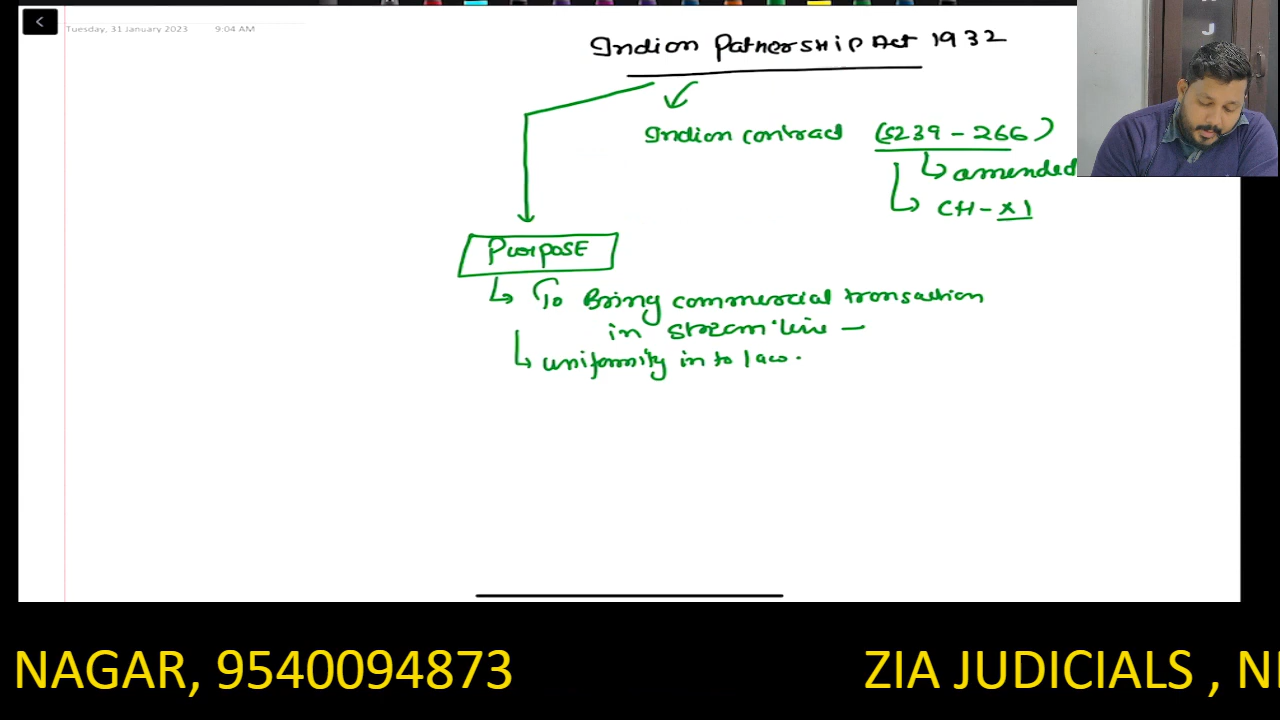 Tuesday, 31 January 2023 9:04 AM
Indian Patnership Act 1932
Indian contract (S239 - 266)
amended
CH - XI
J
Purpose
To Bring commercial transaction
in stream line -
uniformity in to law.
NAGAR, 9540094873 ZIA JUDICIALS ,